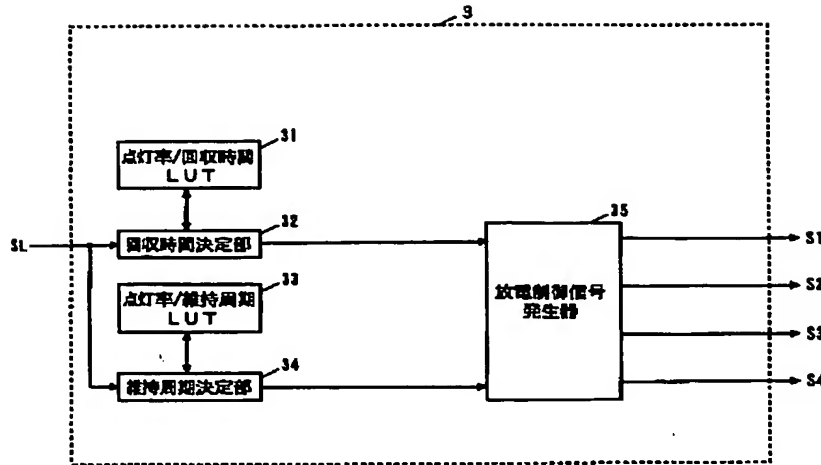 3
31
点灯率/回収時間
LUT
32
SL
回収時間決定部
33
点灯率/維持周期
LUT
34
維持周期決定部
35
放電制御信号
発生器
S1
S2
S3
S4